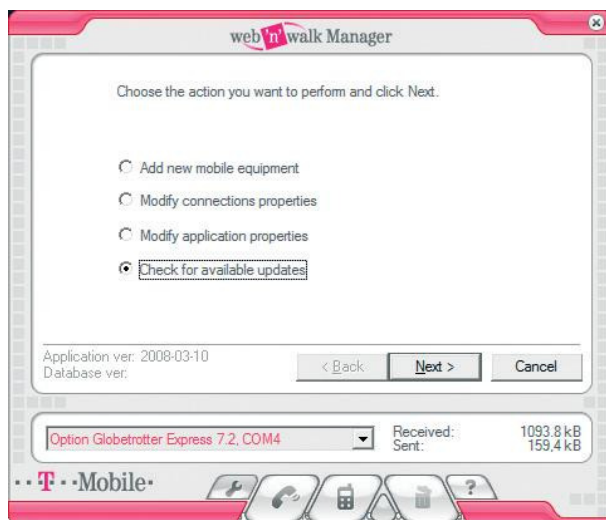 web'n'walk Manager
Choose the action you want to perform and click Next.
Add new mobile equipment
Modify connections properties
Modify application properties
Check for available updates
Application ver: 2008-03-10
Database ver:
< Back
Next >
Cancel
Option Globetrotter Express 7.2, COM4
Received: 1093.8 kB
Sent: 159,4 kB
··T··Mobile·
?